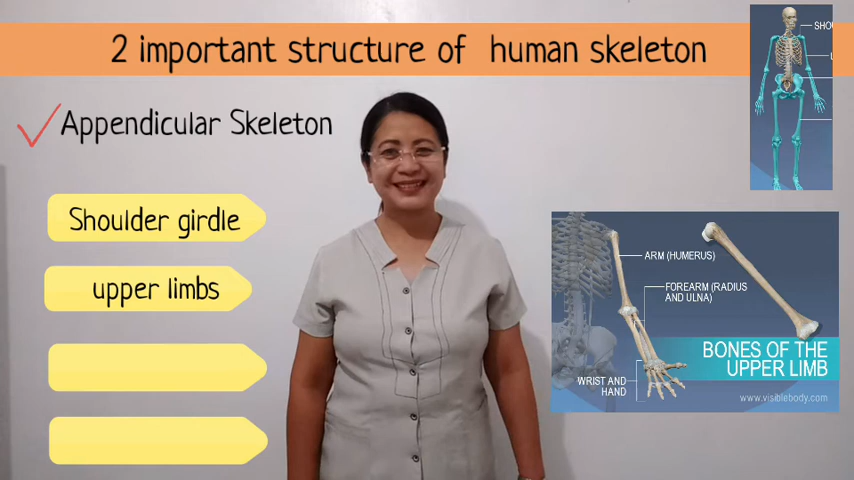 2 important structure of human skeleton
Appendicular Skeleton
Shoulder girdle
upper limbs
ARM (HUMERUS)
FOREARM (RADIUS
AND ULNA)
BONES OF THE
UPPER LIMB
WRIST AND
HAND
www.visiblebody.com